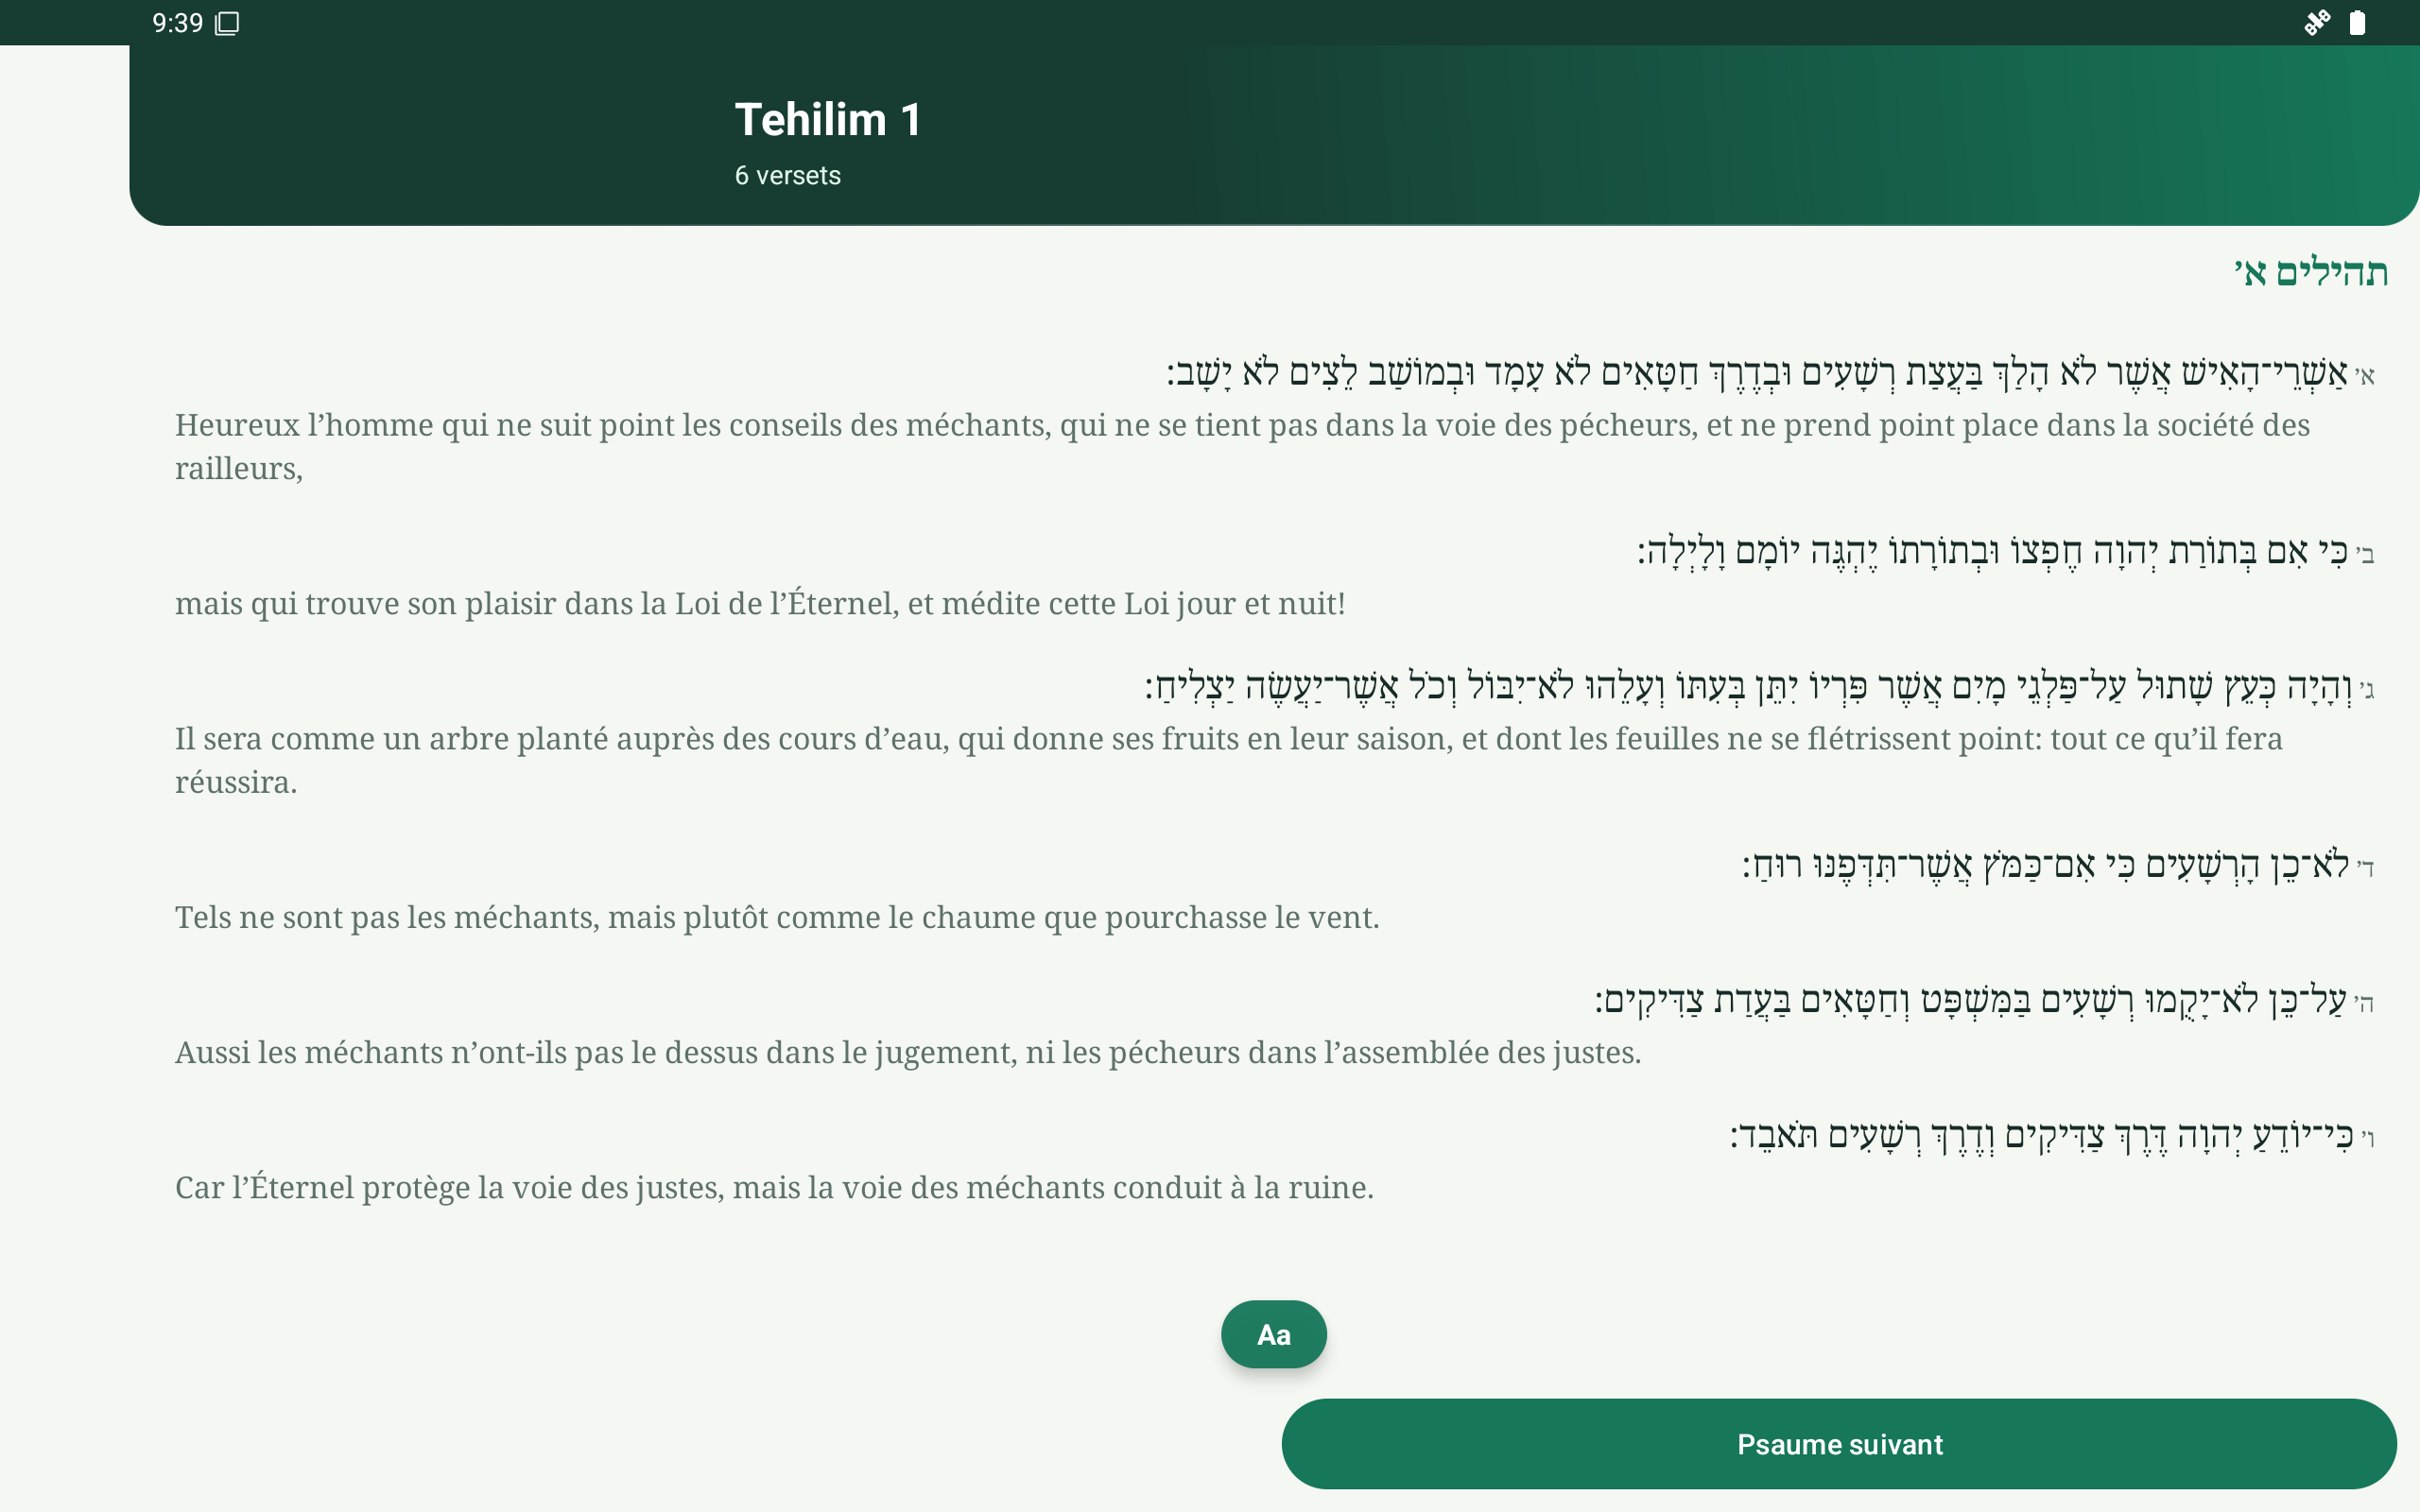 9:39
Tehilim 1
6 versets
תהילים א׳
א׳ אַשְׁרֵי־הָאִישׁ אֲשֶׁר לֹא הָלַךְ בַּעֲצַת רְשָׁעִים וּבְדֶרֶךְ חַטָּאִים לֹא עָמָד וּבְמוֹשַׁב לֵצִים לֹא יָשָׁב:
Heureux l’homme qui ne suit point les conseils des méchants, qui ne se tient pas dans la voie des pécheurs, et ne prend point place dans la société des
railleurs,
ב׳ כִּי אִם בְּתוֹרַת יְהוָה חֶפְצוֹ וּבְתוֹרָתוֹ יֶהְגֶּה יוֹמָם וָלָיְלָה:
mais qui trouve son plaisir dans la Loi de l’Éternel, et médite cette Loi jour et nuit!
ג׳ וְהָיָה כְּעֵץ שָׁתוּל עַל־פַּלְגֵי מָיִם אֲשֶׁר פִּרְיוֹ יִתֵּן בְּעִתּוֹ וְעָלֵהוּ לֹא־יִבּוֹל וְכֹל אֲשֶׁר־יַעֲשֶׂה יַצְלִיחַ:
Il sera comme un arbre planté auprès des cours d’eau, qui donne ses fruits en leur saison, et dont les feuilles ne se flétrissent point: tout ce qu’il fera
réussira.
ד׳ לֹא־כֵן הָרְשָׁעִים כִּי אִם־כַּמֹּץ אֲשֶׁר־תִּדְּפֶנּוּ רוּחַ:
Tels ne sont pas les méchants, mais plutôt comme le chaume que pourchasse le vent.
ה׳ עַל־כֵּן לֹא־יָקֻמוּ רְשָׁעִים בַּמִּשְׁפָּט וְחַטָּאִים בַּעֲדַת צַדִּיקִים:
Aussi les méchants n’ont-ils pas le dessus dans le jugement, ni les pécheurs dans l’assemblée des justes.
ו׳ כִּי־יוֹדֵעַ יְהוָה דֶּרֶךְ צַדִּיקִים וְדֶרֶךְ רְשָׁעִים תֹּאבֵד:
Car l’Éternel protège la voie des justes, mais la voie des méchants conduit à la ruine.
Aa
Psaume suivant